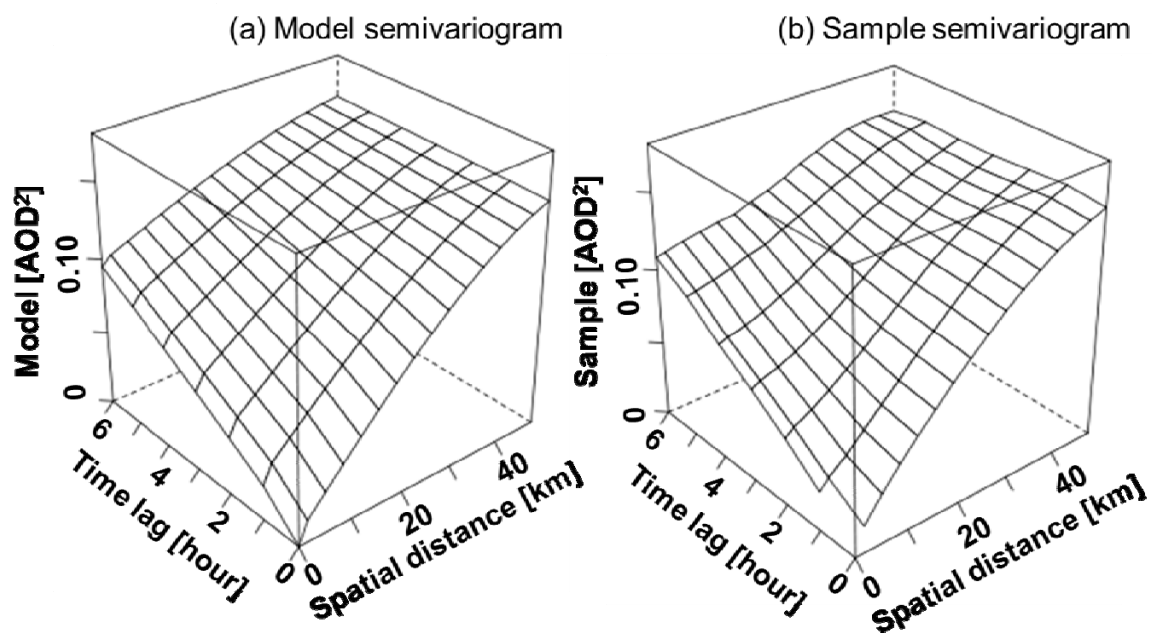 (a) Model semivariogram
Model [AOD²]
0.10
0
6
4
2
0
Time lag [hour]
0
20
40
Spatial distance [km]
(b) Sample semivariogram
Sample [AOD²]
0.10
0
6
4
2
0
Time lag [hour]
0
20
40
Spatial distance [km]